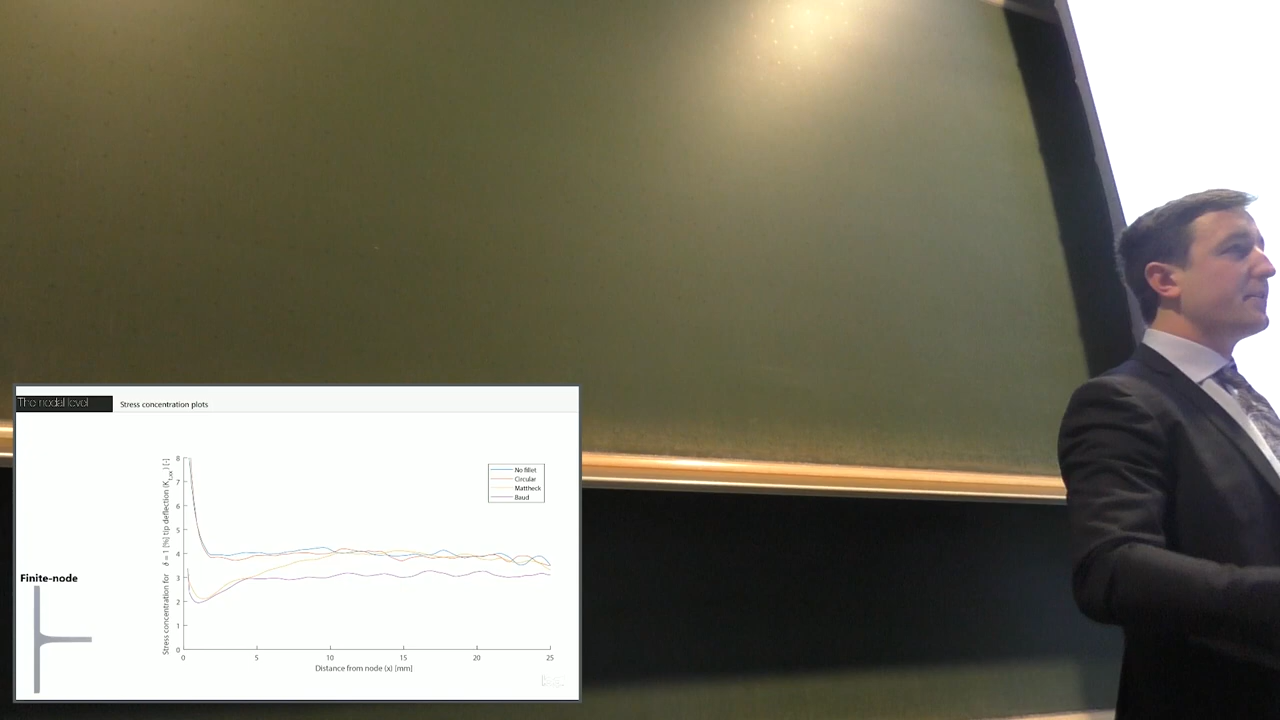 The nodal level
Stress concentration plots
Stress concentration for δ = 1 [%] tip deflection (K_t,xx) [-]
8
7
6
5
4
3
2
1
0
No fillet
Circular
Mattheck
Baud
Finite-node
0 5 10 15 20 25
Distance from node (x) [mm]